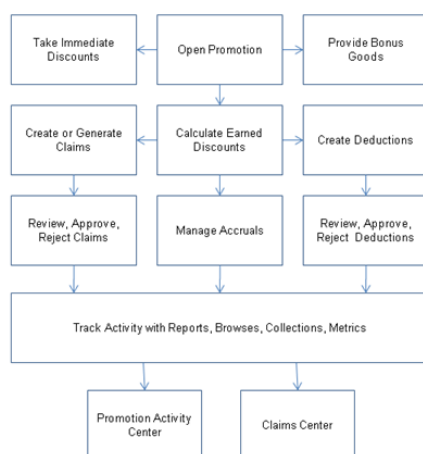 Take Immediate
Discounts
Open Promotion
Provide Bonus
Goods
Create or Generate
Claims
Calculate Earned
Discounts
Create Deductions
Review, Approve,
Reject Claims
Manage Accruals
Review, Approve,
Reject Deductions
Track Activity with Reports, Browses, Collections, Metrics
Promotion Activity
Center
Claims Center